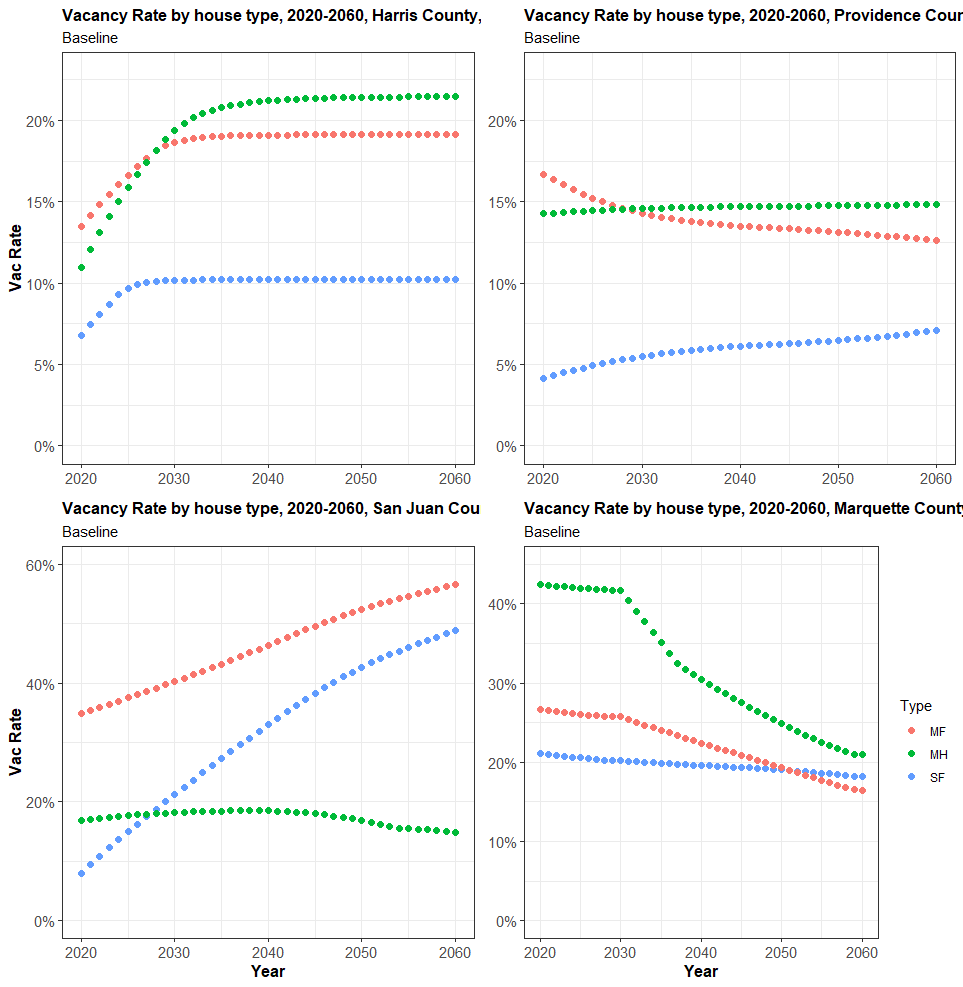 Vacancy Rate by house type, 2020-2060, Harris County,
Baseline
Vac Rate
20%
15%
10%
5%
0%
2020 2030 2040 2050 2060
Vacancy Rate by house type, 2020-2060, Providence Cour
Baseline
20%
15%
10%
5%
0%
2020 2030 2040 2050 2060
Vacancy Rate by house type, 2020-2060, San Juan Cou
Baseline
Vac Rate
60%
40%
20%
0%
2020 2030 2040 2050 2060
Year
Vacancy Rate by house type, 2020-2060, Marquette County
Baseline
40%
30%
20%
10%
0%
2020 2030 2040 2050 2060
Year
Type
MF
MH
SF